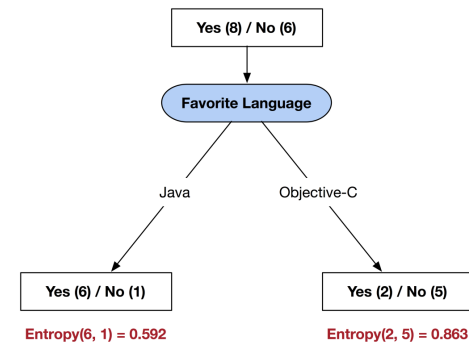 Yes (8) / No (6)
Favorite Language
Java
Objective-C
Yes (6) / No (1)
Yes (2) / No (5)
Entropy(6, 1) = 0.592
Entropy(2, 5) = 0.863